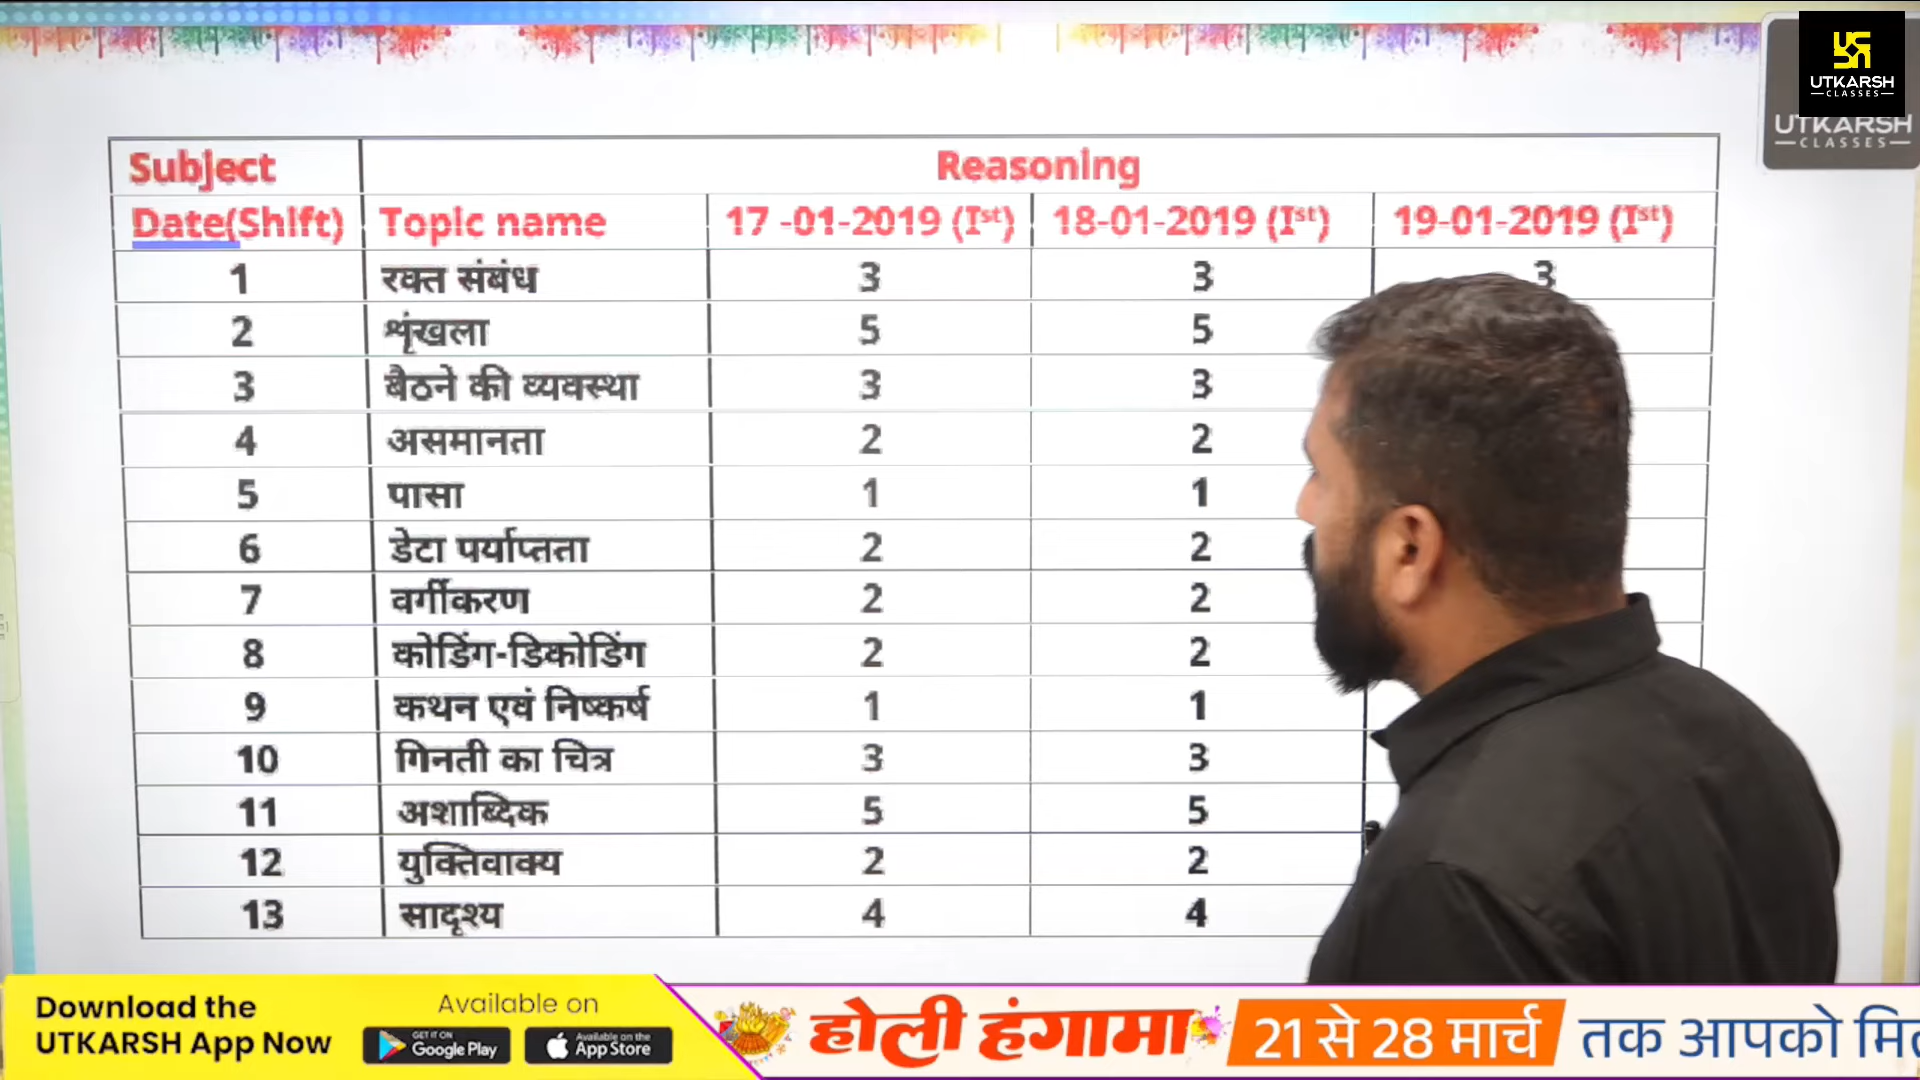 UTKARSH
CLASSES
UTKARSH
CLASSES
Subject Reasoning
Date(Shift) Topic name 17 -01-2019 (Iˢᵗ) 18-01-2019 (Iˢᵗ) 19-01-2019 (Iˢᵗ)
1 रक्त संबंध 3 3 3
2 शृंखला 5 5
3 बैठने की व्यवस्था 3 3
4 असमानता 2 2
5 पासा 1 1
6 डेटा पर्याप्तता 2 2
7 वर्गीकरण 2 2
8 कोडिंग-डिकोडिंग 2 2
9 कथन एवं निष्कर्ष 1 1
10 गिनती का चित्र 3 3
11 अशाब्दिक 5 5
12 युक्तिवाक्य 2 2
13 सादृश्य 4 4
Download the
UTKARSH App Now
Available on
GET IT ON
Google Play
Available on the
App Store
होली हंगामा
21 से 28 मार्च
तक आपको